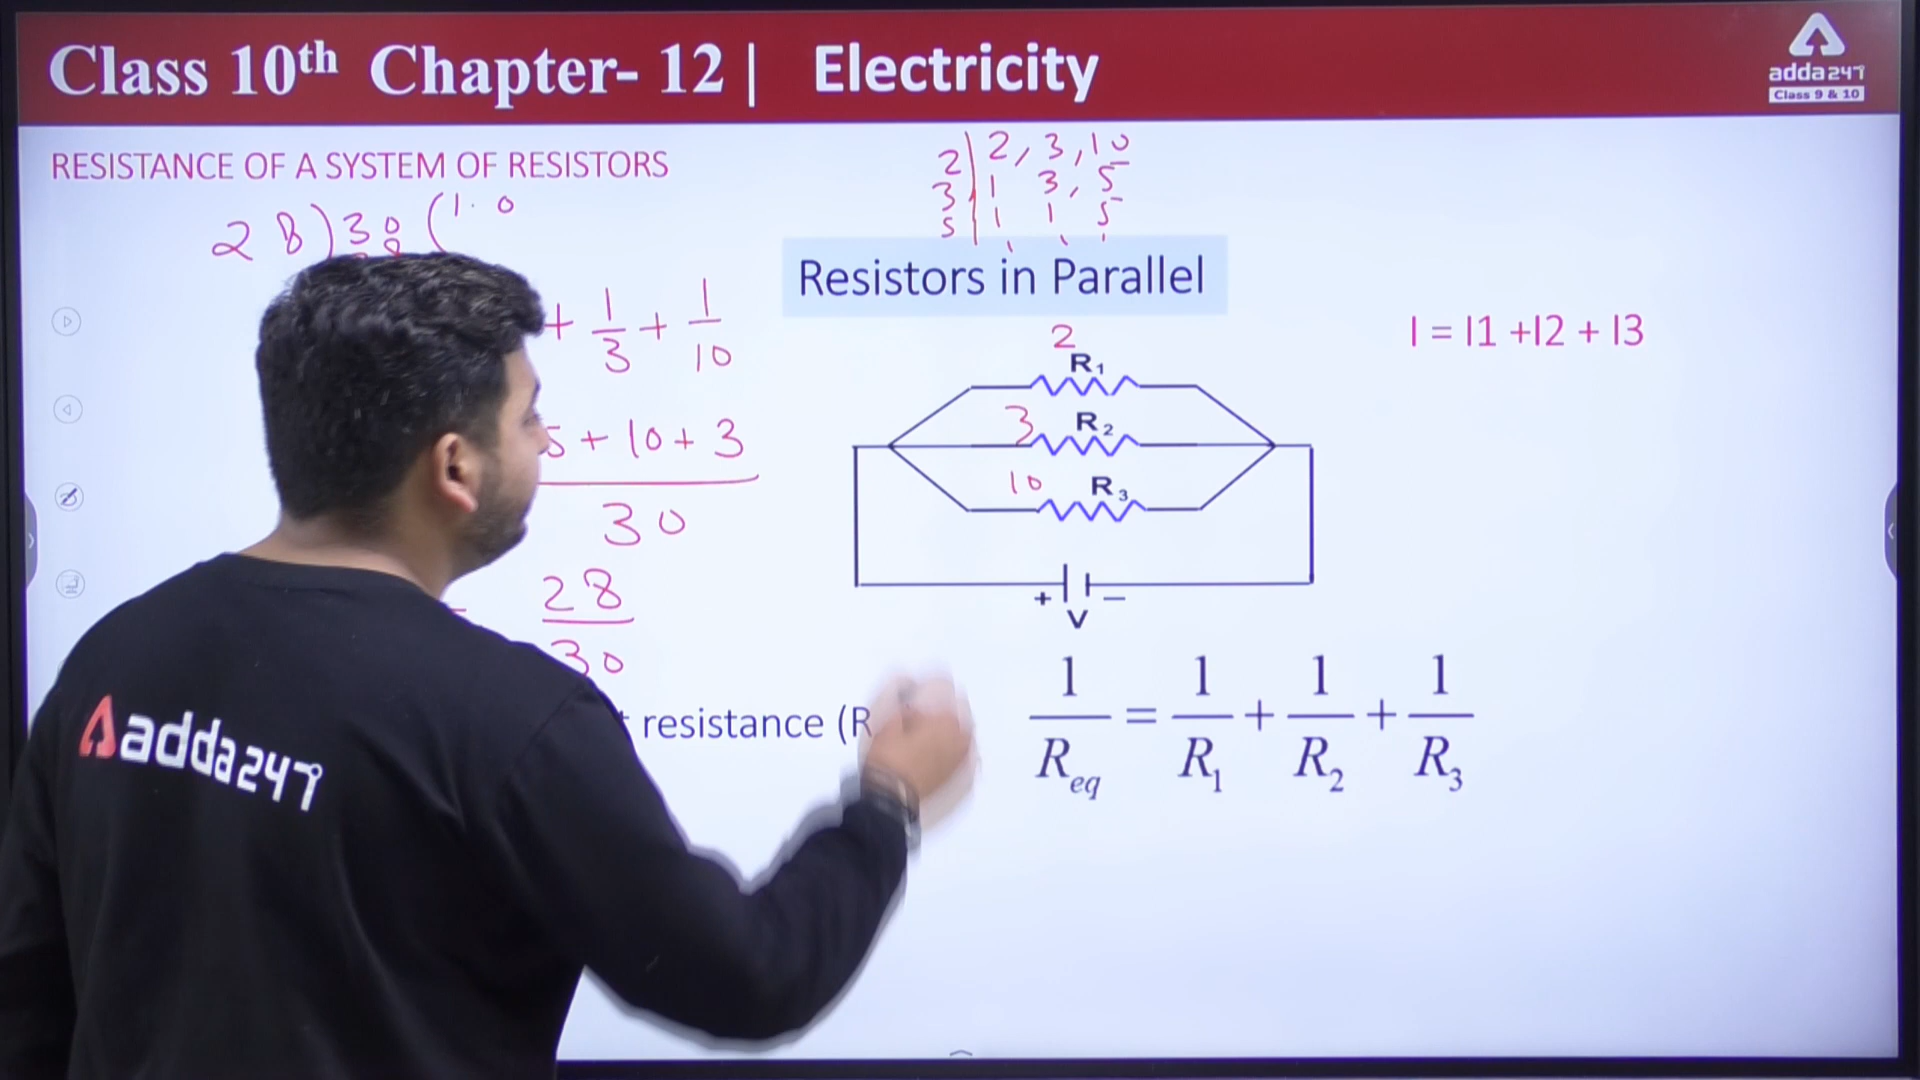 Class 10th Chapter- 12 | Electricity
adda247
Class 9 & 10
RESISTANCE OF A SYSTEM OF RESISTORS
2 | 2, 3, 10
3 | 1 3, 5
5 | 1 1 5
1 1 1
28)30(1.0
Resistors in Parallel
+ 1/3 + 1/10
I = I1 +I2 + I3
2
R1
3
R2
5 + 10 + 3
10
R3
30
28
30
+ –
V
resistance (R
1/Req = 1/R1 + 1/R2 + 1/R3
adda247